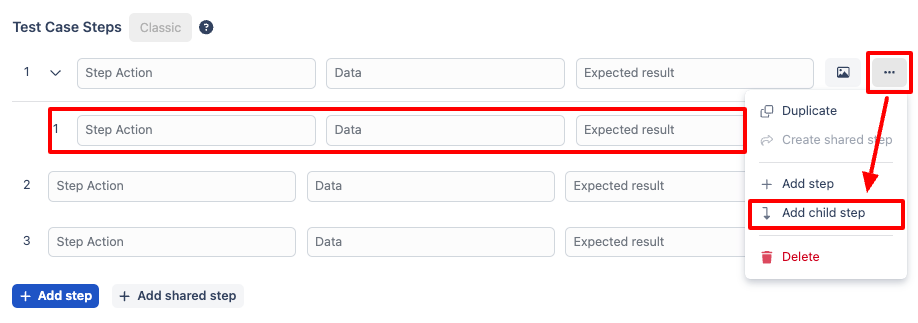 Test Case Steps Classic ?
1 Step Action Data Expected result
1 Step Action Data Expected result
2 Step Action Data Expected result
3 Step Action Data Expected result
Duplicate
Create shared step
Add step
Add child step
Delete
+ Add step + Add shared step